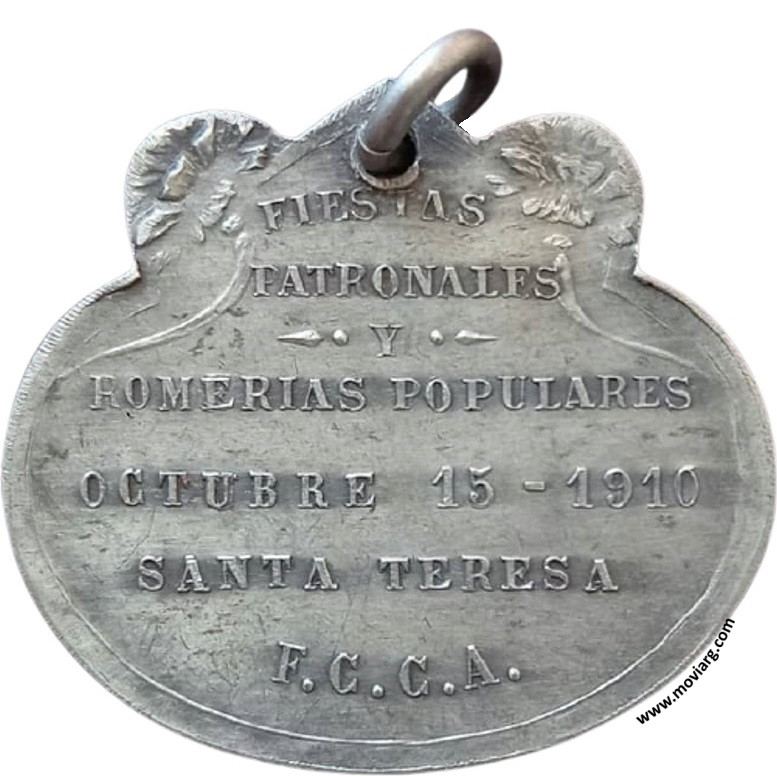 FIESTAS
PATRONALES
Y
ROMERIAS POPULARES
OCTUBRE 15 - 1910
SANTA TERESA
F.C.C.A.
www.moviarg.com